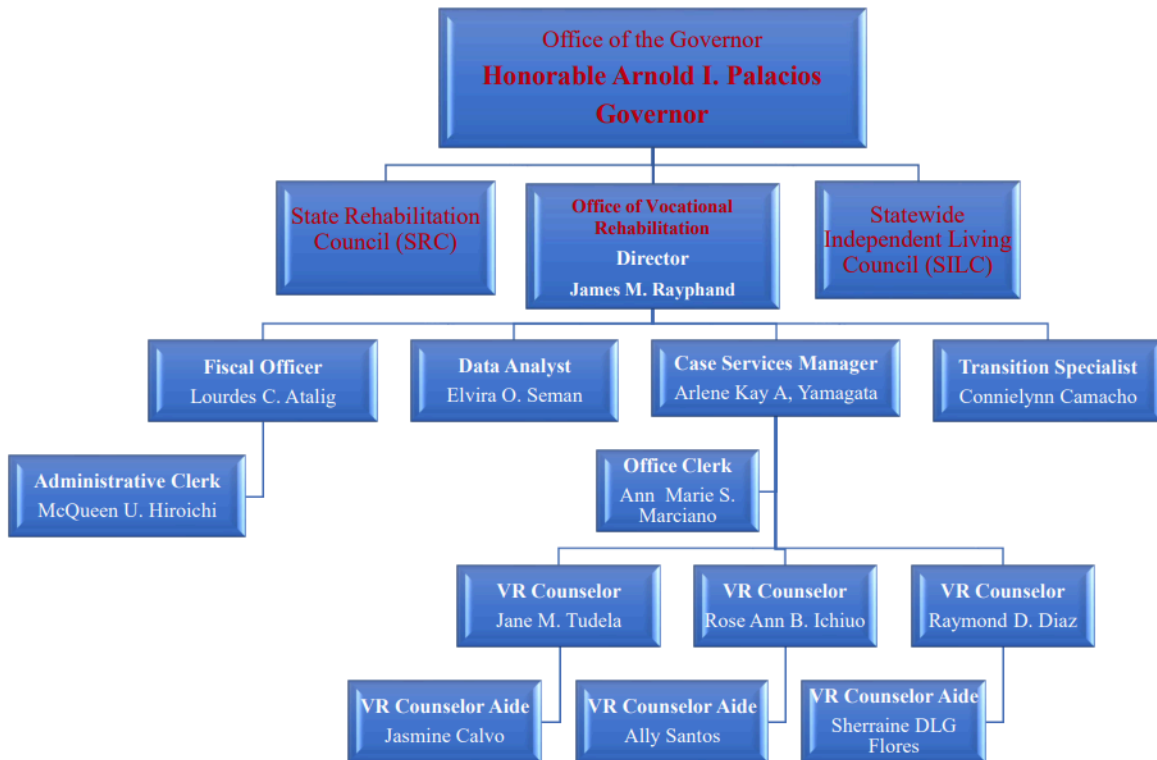 Office of the Governor
Honorable Arnold I. Palacios
Governor
State Rehabilitation
Council (SRC)
Office of Vocational
Rehabilitation
Director
James M. Rayphand
Statewide
Independent Living
Council (SILC)
Fiscal Officer
Lourdes C. Atalig
Data Analyst
Elvira O. Seman
Case Services Manager
Arlene Kay A, Yamagata
Transition Specialist
Connielynn Camacho
Administrative Clerk
McQueen U. Hiroichi
Office Clerk
Ann Marie S.
Marciano
VR Counselor
Jane M. Tudela
VR Counselor
Rose Ann B. Ichiuo
VR Counselor
Raymond D. Diaz
VR Counselor Aide
Jasmine Calvo
VR Counselor Aide
Ally Santos
VR Counselor Aide
Sherraine DLG
Flores